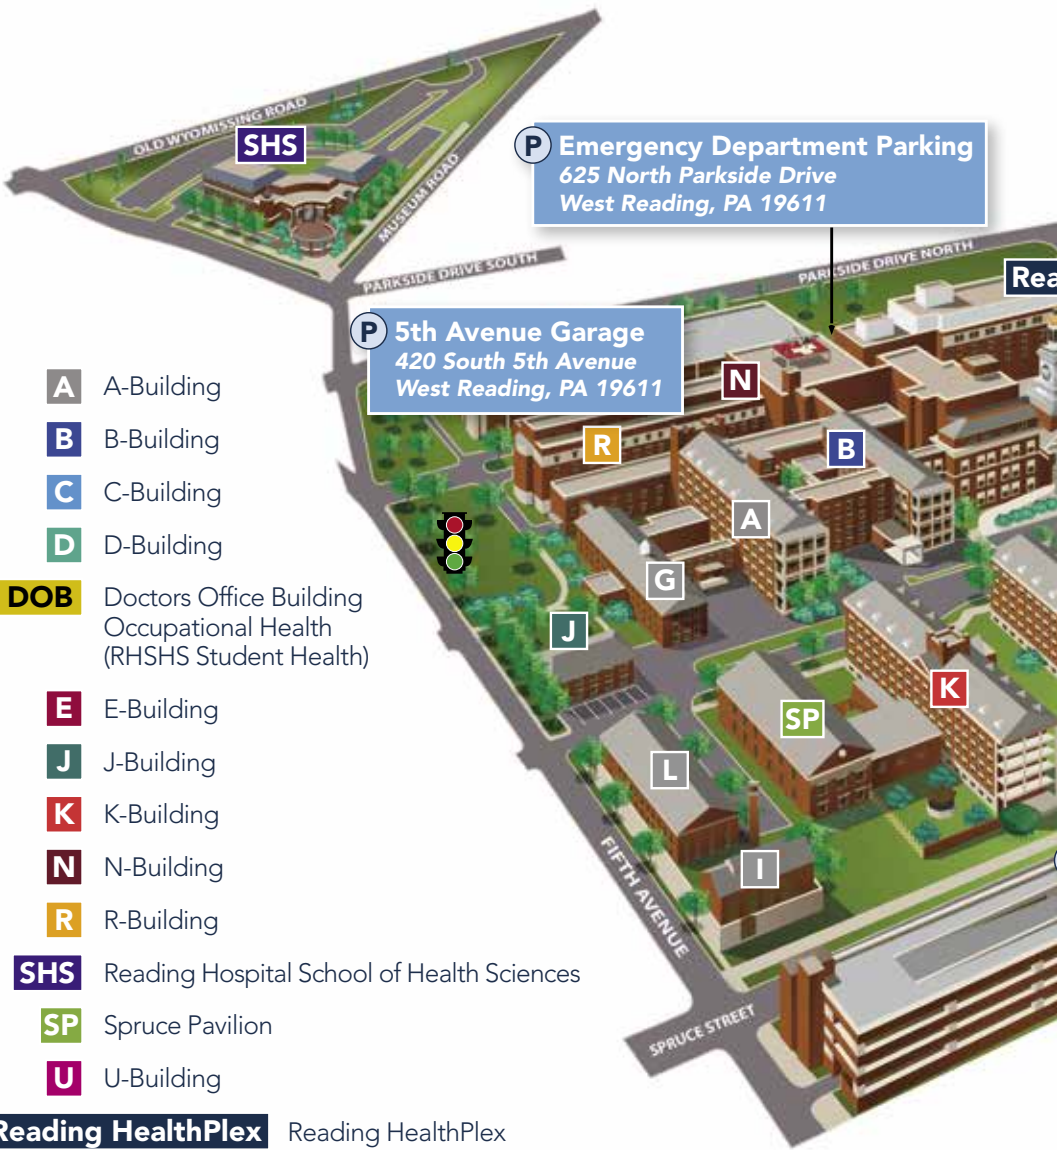 OLD WYOMISSING ROAD
SHS
MUSEUM ROAD
P Emergency Department Parking
625 North Parkside Drive
West Reading, PA 19611
PARKSIDE DRIVE SOUTH
PARKSIDE DRIVE NORTH
Rea
P 5th Avenue Garage
420 South 5th Avenue
West Reading, PA 19611
N
R
B
A
G
J
K
SP
L
I
FIFTH AVENUE
SPRUCE STREET
A A-Building
B B-Building
C C-Building
D D-Building
DOB Doctors Office Building
Occupational Health
(RHSHS Student Health)
E E-Building
J J-Building
K K-Building
N N-Building
R R-Building
SHS Reading Hospital School of Health Sciences
SP Spruce Pavilion
U U-Building
Reading HealthPlex Reading HealthPlex